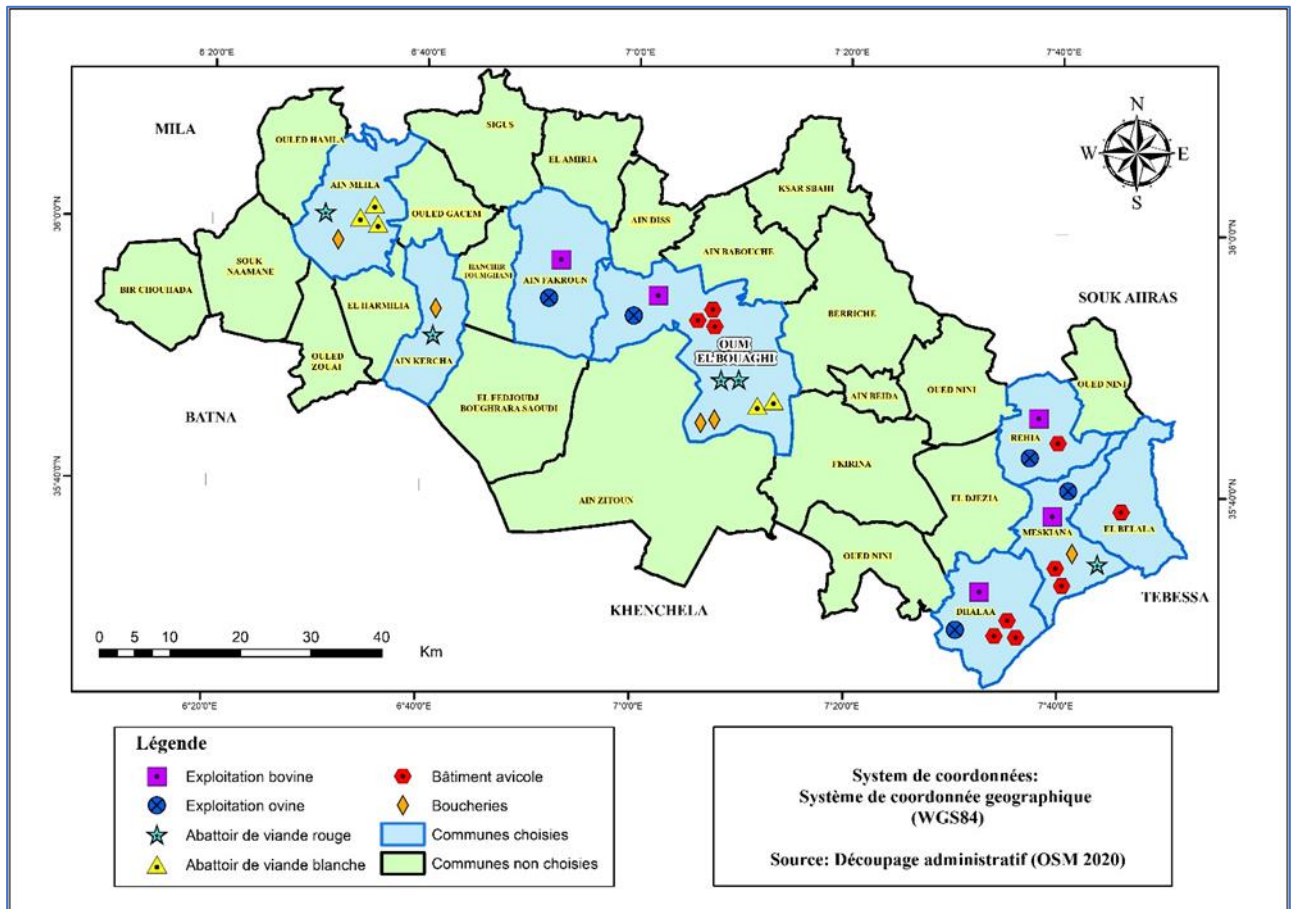 6°20'0"E 6°40'0"E 7°0'0"E 7°20'0"E 7°40'0"E
MILA
N
W E
S
SIGUS
OULED HAMLA
EL AMIRIA
AIN MLILA
KSAR SBAHI
36°0'0"N
OULED GACEM
AIN DISS
36°0'0"N
AIN BABOUCHE
SOUK
NAAMANE
HANCHIR
TOUMGHANI
AIN FAKROUN
BIR CHOUHADA
SOUK AHRAS
EL HARMILIA
BERRICHE
OUM
EL BOUAGHI
OULED
ZOUAI
AIN KERCHA
OUED NINI
OUED NINI
EL FEDJOUDJ
BOUGHRARA SAOUDI
AIN BEIDA
BATNA
REHIA
FKIRINA
35°40'0"N
AIN ZITOUN
EL DJEZIA
35°40'0"N
MESKIANA
EL BELALA
OUED NINI
TEBESSA
KHENCHELA
DHALAA
0 5 10 20 30 40
Km
6°20'0"E 6°40'0"E 7°0'0"E 7°20'0"E 7°40'0"E
Légende
Exploitation bovine
Exploitation ovine
Abattoir de viande rouge
Abattoir de viande blanche
Bâtiment avicole
Boucheries
Communes choisies
Communes non choisies
System de coordonnées:
Système de coordonnée geographique
(WGS84)
Source: Découpage administratif (OSM 2020)